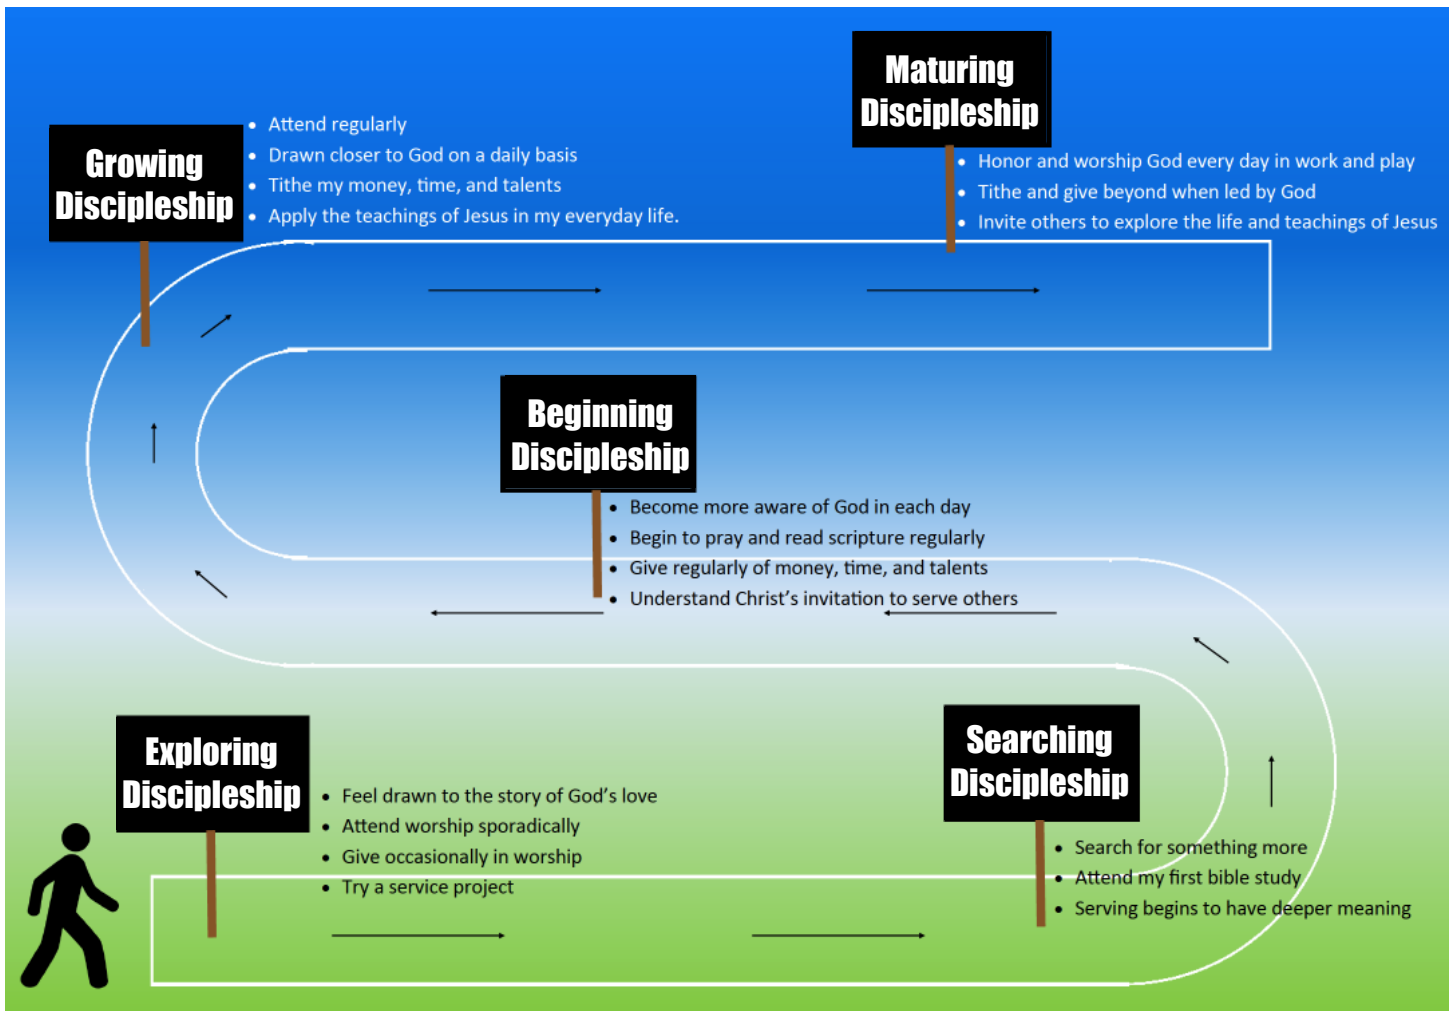 Maturing
Discipleship
• Honor and worship God every day in work and play
• Tithe and give beyond when led by God
• Invite others to explore the life and teachings of Jesus
Growing
Discipleship
• Attend regularly
• Drawn closer to God on a daily basis
• Tithe my money, time, and talents
• Apply the teachings of Jesus in my everyday life.
Beginning
Discipleship
• Become more aware of God in each day
• Begin to pray and read scripture regularly
• Give regularly of money, time, and talents
• Understand Christ’s invitation to serve others
Exploring
Discipleship
• Feel drawn to the story of God’s love
• Attend worship sporadically
• Give occasionally in worship
• Try a service project
Searching
Discipleship
• Search for something more
• Attend my first bible study
• Serving begins to have deeper meaning